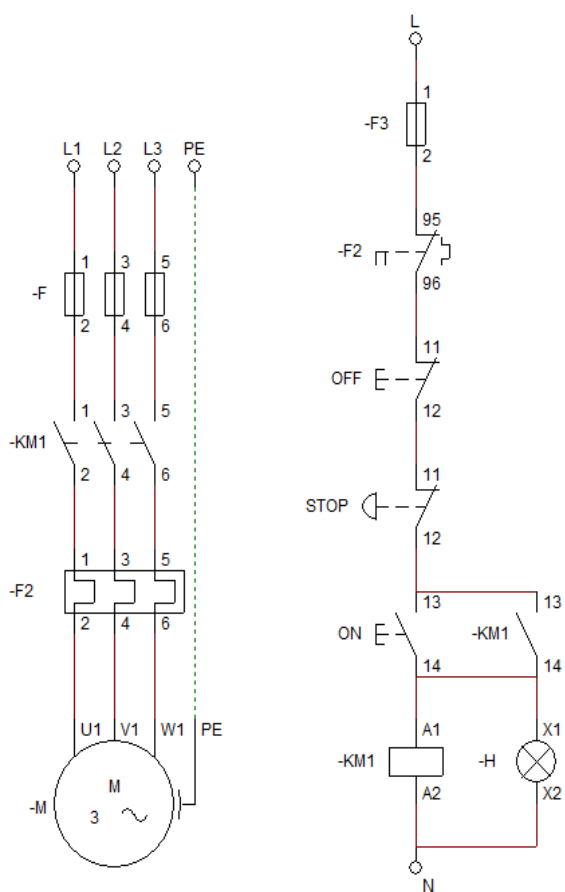 L1 L2 L3 PE
1 3 5
-F
2 4 6
1 3 5
-KM1
2 4 6
1 3 5
-F2
2 4 6
U1 V1 W1 PE
M
-M
3
L
1
-F3
2
95
-F2
96
11
OFF
12
11
STOP
12
13 13
ON -KM1
14 14
A1 X1
-KM1 -H
A2 X2
N